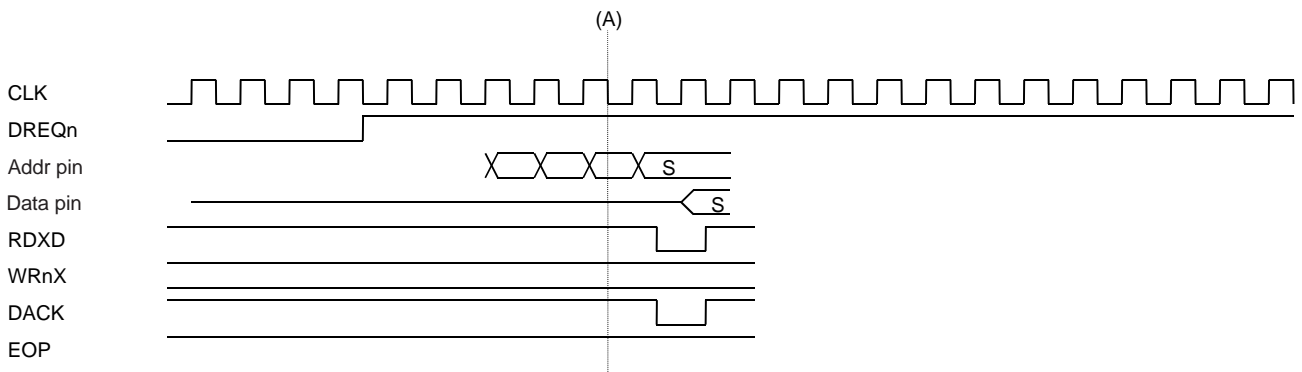 (A)
CLK
DREQn
Addr pin S
Data pin S
RDXD
WRnX
DACK
EOP